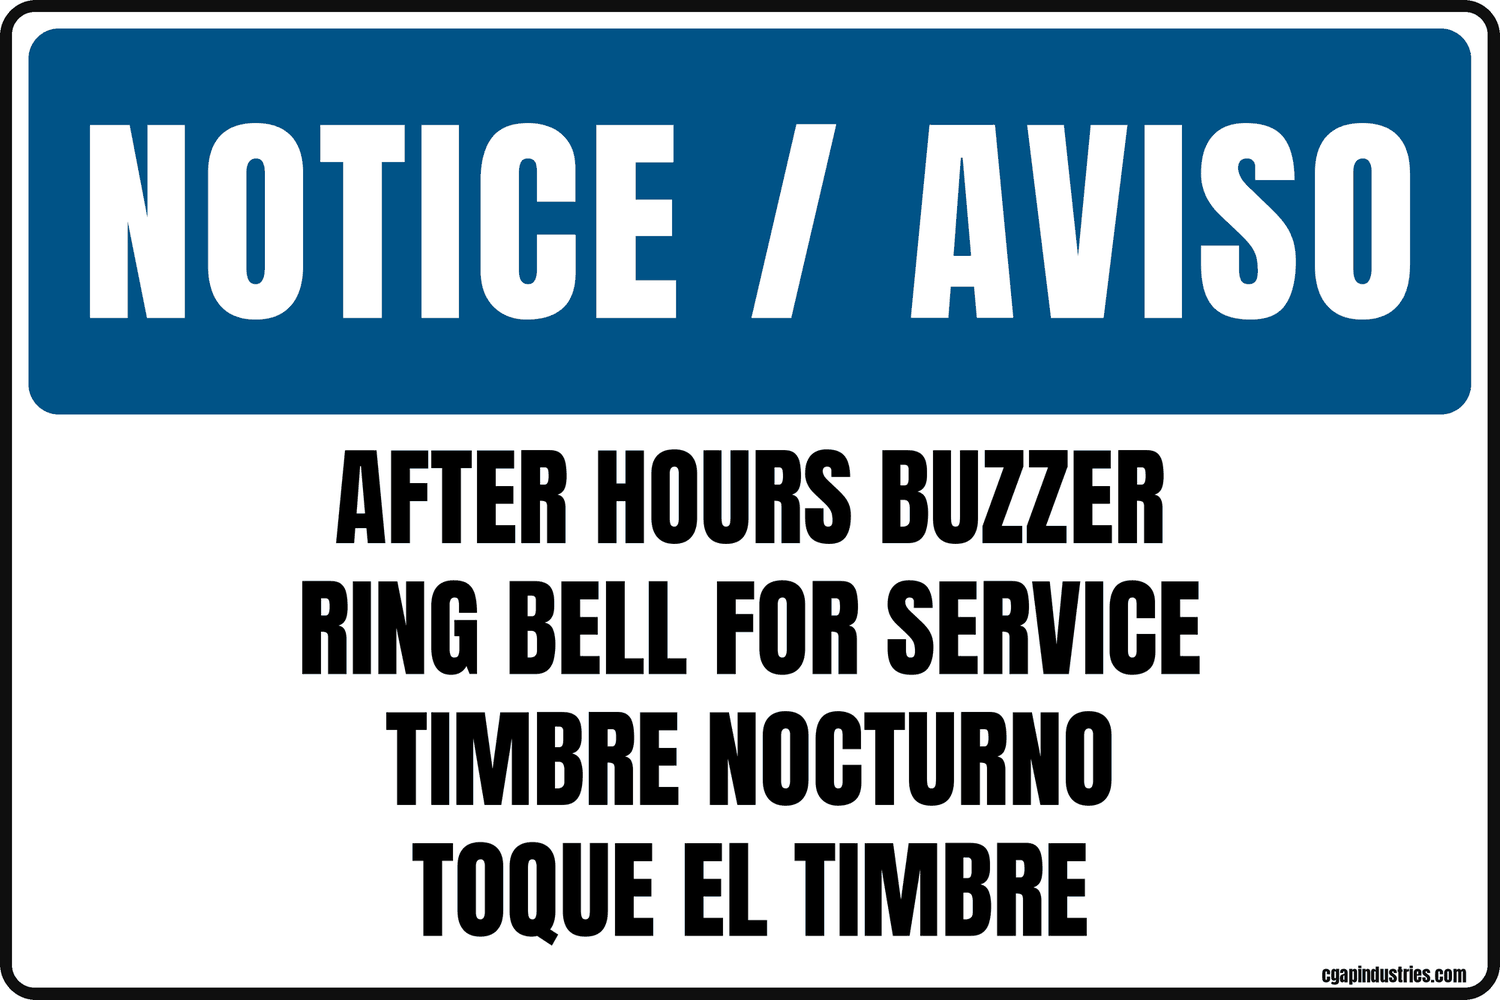 NOTICE / AVISO
AFTER HOURS BUZZER
RING BELL FOR SERVICE
TIMBRE NOCTURNO
TOQUE EL TIMBRE
cgapindustries.com